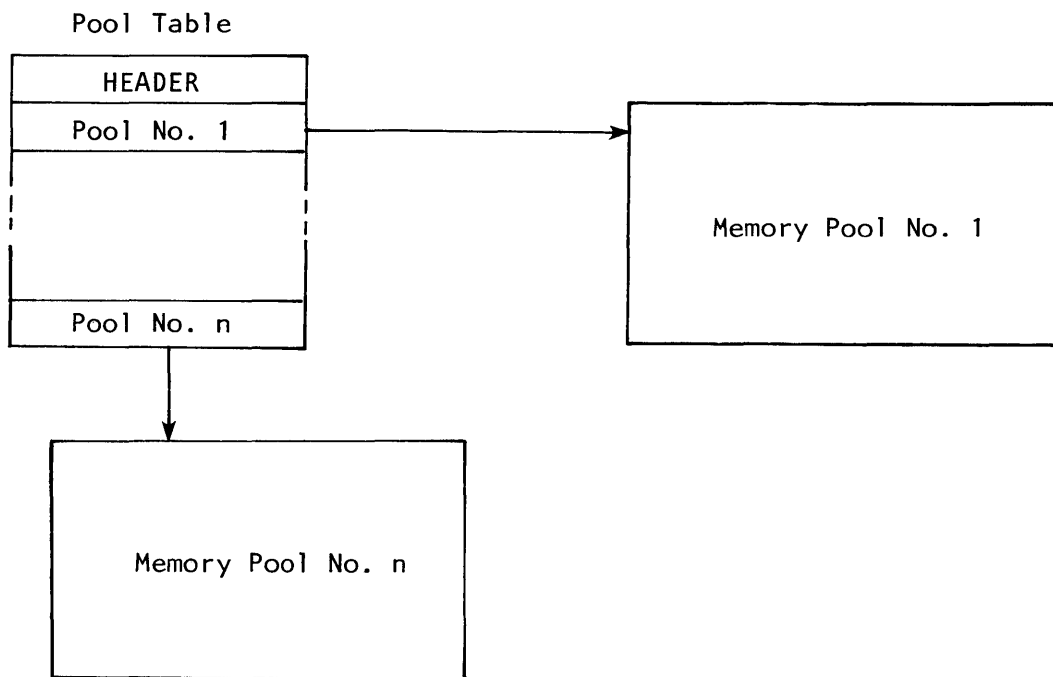 Pool Table
HEADER
Pool No. 1
Memory Pool No. 1
Pool No. n
Memory Pool No. n